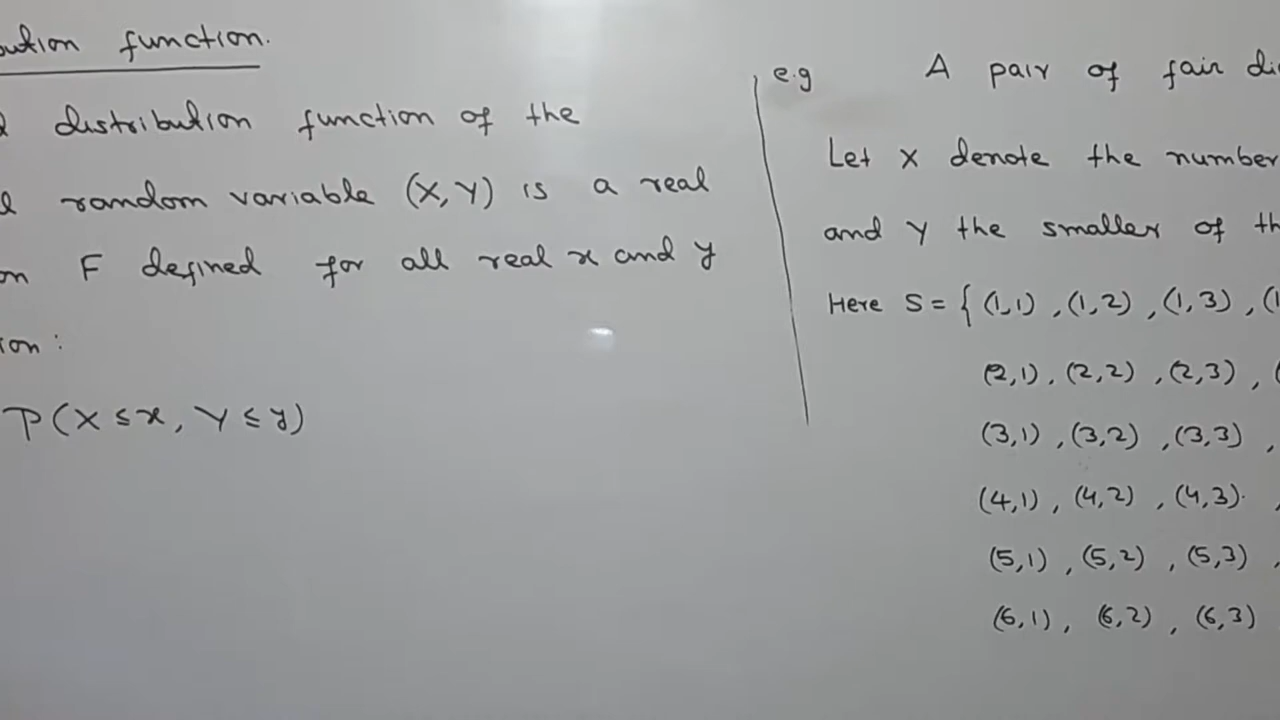 function.
distribution function of the
random variable (X, Y) is a real
F defined for all real x and y
P(X ≤ x, Y ≤ y)
e.g A pair of fair
Let X denote the number
and Y the smaller of
Here S = { (1,1) , (1,2) , (1,3) ,
(2,1) , (2,2) , (2,3) ,
(3,1) , (3,2) , (3,3) ,
(4,1) , (4,2) , (4,3) ,
(5,1) , (5,2) , (5,3) ,
(6,1) , (6,2) , (6,3)